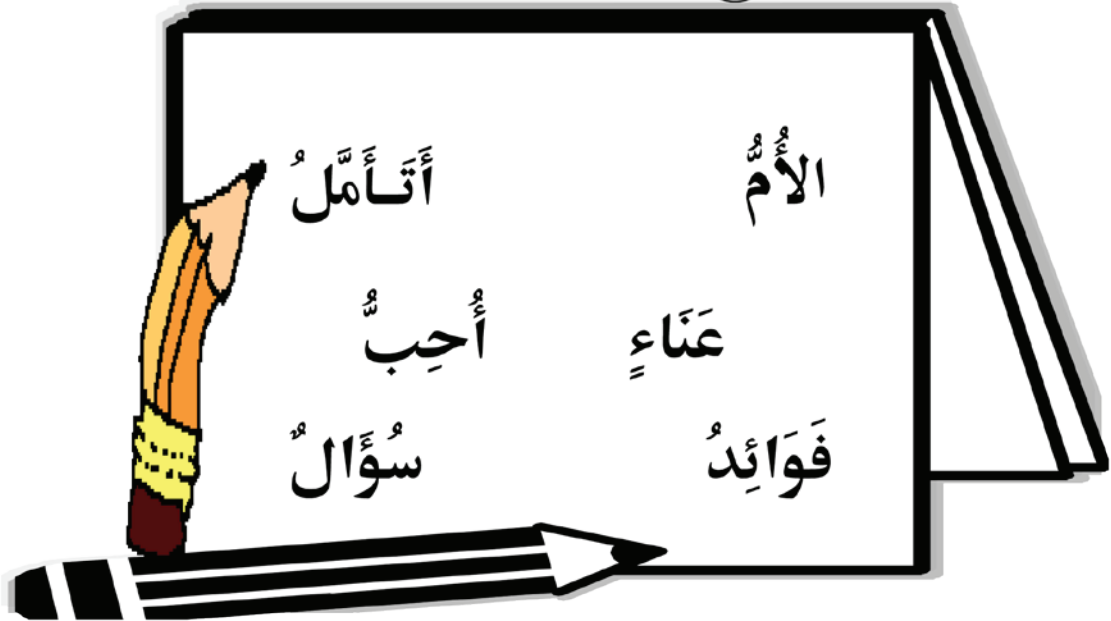 الأُمُّ أَتَـأَمَّلُ
عَنَاءٍ أُحِبُّ
فَوَائِدُ سُؤَالٌ